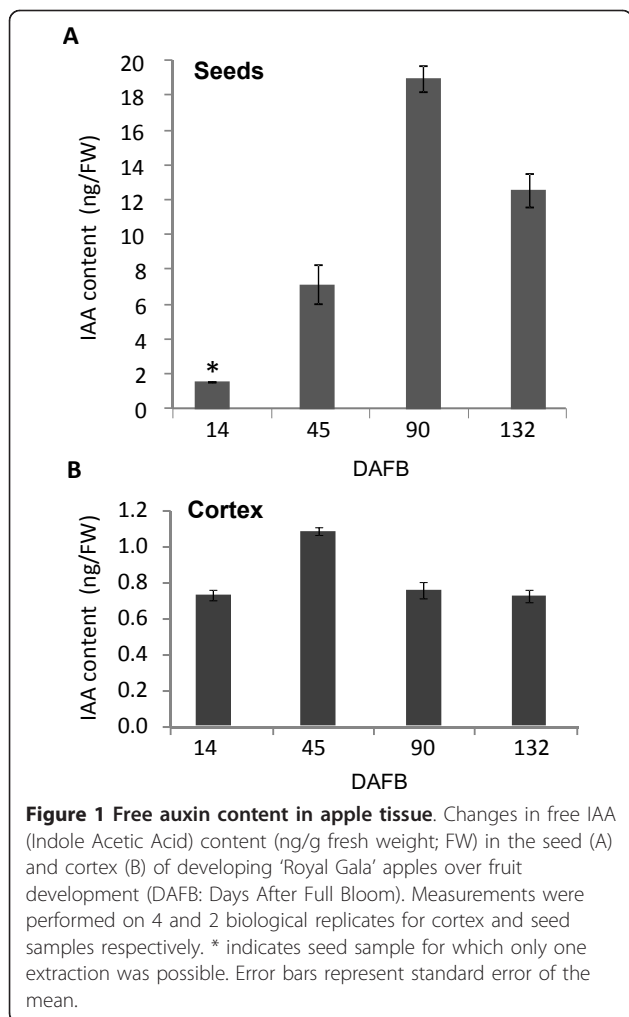 A
Seeds
IAA content (ng/FW)
20
18
16
14
12
10
8
6
4
2
0
*
14 45 90 132
DAFB
B
Cortex
IAA content (ng/FW)
1.2
1.0
0.8
0.6
0.4
0.2
0.0
14 45 90 132
DAFB
Figure 1 Free auxin content in apple tissue. Changes in free IAA
(Indole Acetic Acid) content (ng/g fresh weight; FW) in the seed (A)
and cortex (B) of developing ‘Royal Gala’ apples over fruit
development (DAFB: Days After Full Bloom). Measurements were
performed on 4 and 2 biological replicates for cortex and seed
samples respectively. * indicates seed sample for which only one
extraction was possible. Error bars represent standard error of the
mean.